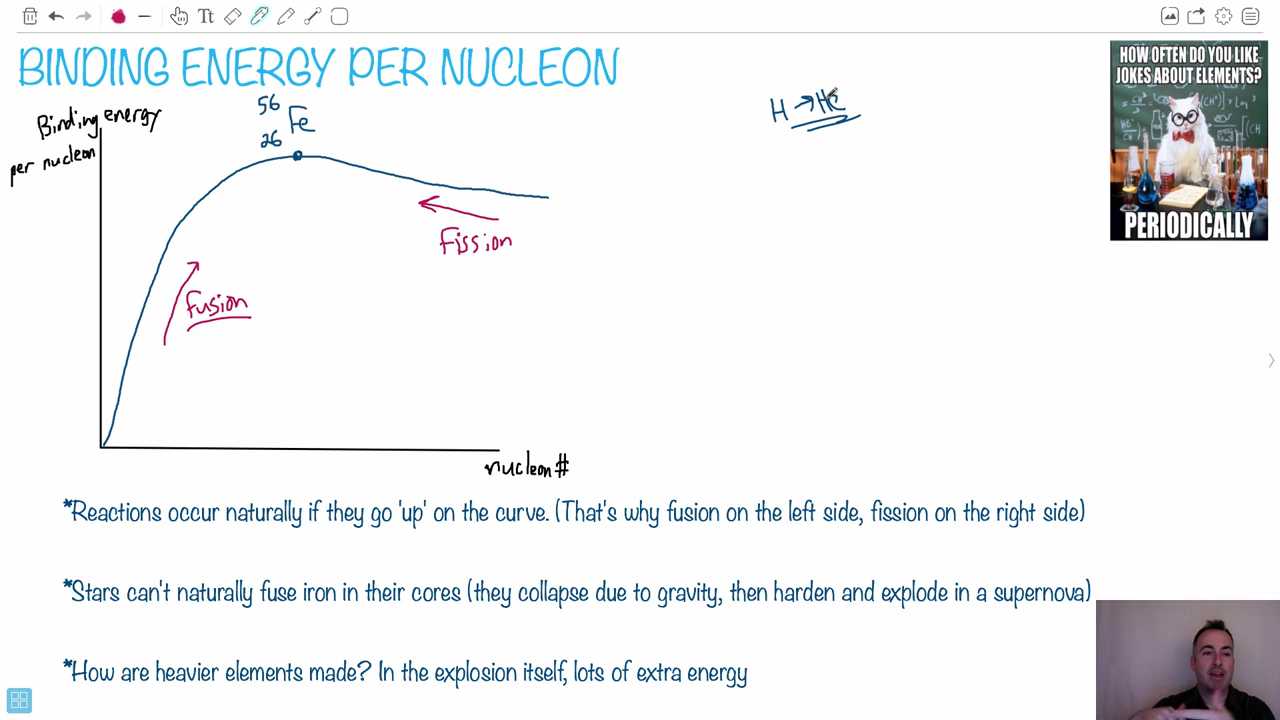 Tt
BINDING ENERGY PER NUCLEON
Binding energy
per nucleon
56
Fe
26
H → He
HOW OFTEN DO YOU LIKE
JOKES ABOUT ELEMENTS?
PERIODICALLY
Fission
fusion
nucleon #
*Reactions occur naturally if they go 'up' on the curve. (That's why fusion on the left side, fission on the right side)
*Stars can't naturally fuse iron in their cores (they collapse due to gravity, then harden and explode in a supernova)
*How are heavier elements made? In the explosion itself, lots of extra energy